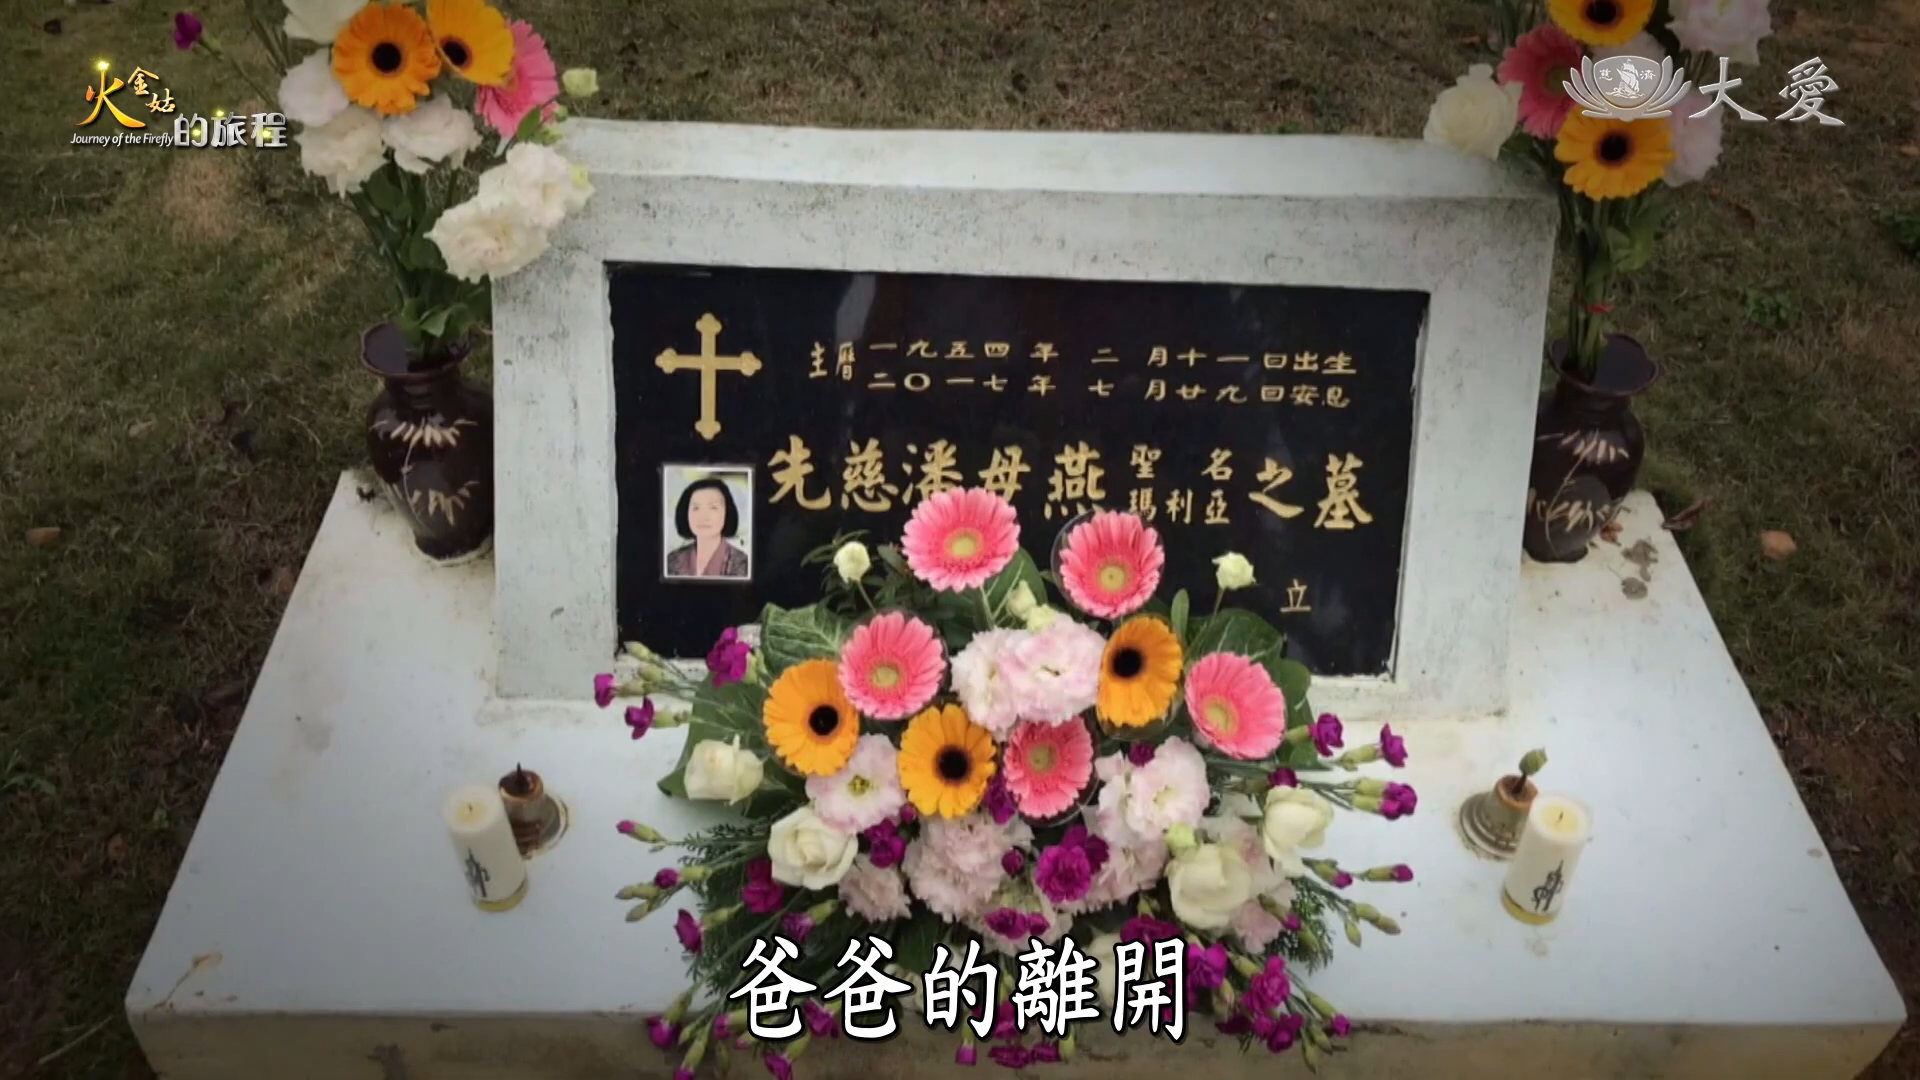 火金姑的旅程
Journey of the Firefly
慈濟
大愛
主曆一九五四年 二 月十一日出生
二〇一七年 七 月廿九日安息
先慈潘母燕聖名瑪利亞之墓
立
爸爸的離開